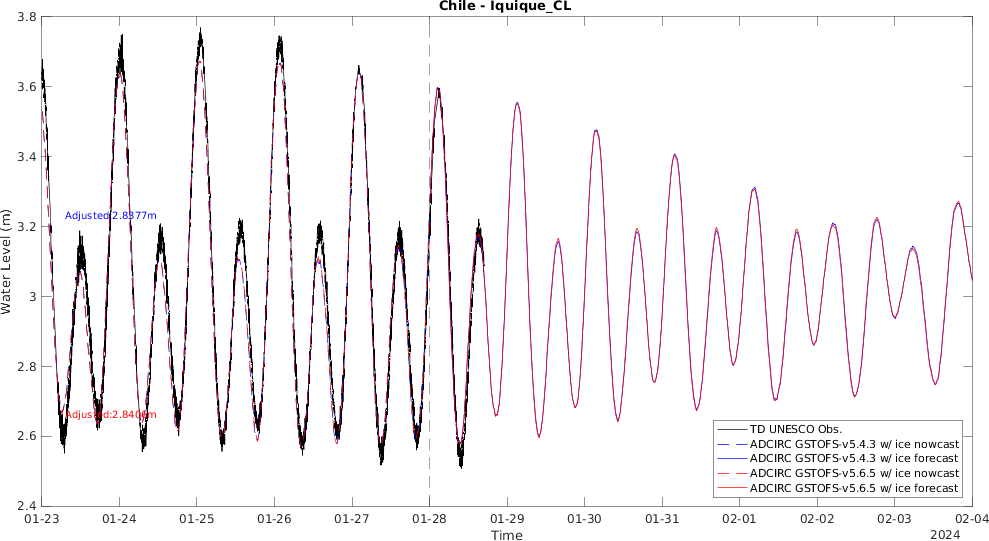 Chile - Iquique_CL
Water Level (m)
3.8
3.6
3.4
3.2
3
2.8
2.6
2.4
Adjusted:2.8377m
Adjusted:2.8406m
TD UNESCO Obs.
ADCIRC GSTOFS-v5.4.3 w/ ice nowcast
ADCIRC GSTOFS-v5.4.3 w/ ice forecast
ADCIRC GSTOFS-v5.6.5 w/ ice nowcast
ADCIRC GSTOFS-v5.6.5 w/ ice forecast
01-23 01-24 01-25 01-26 01-27 01-28 01-29 01-30 01-31 02-01 02-02 02-03 02-04
Time
2024